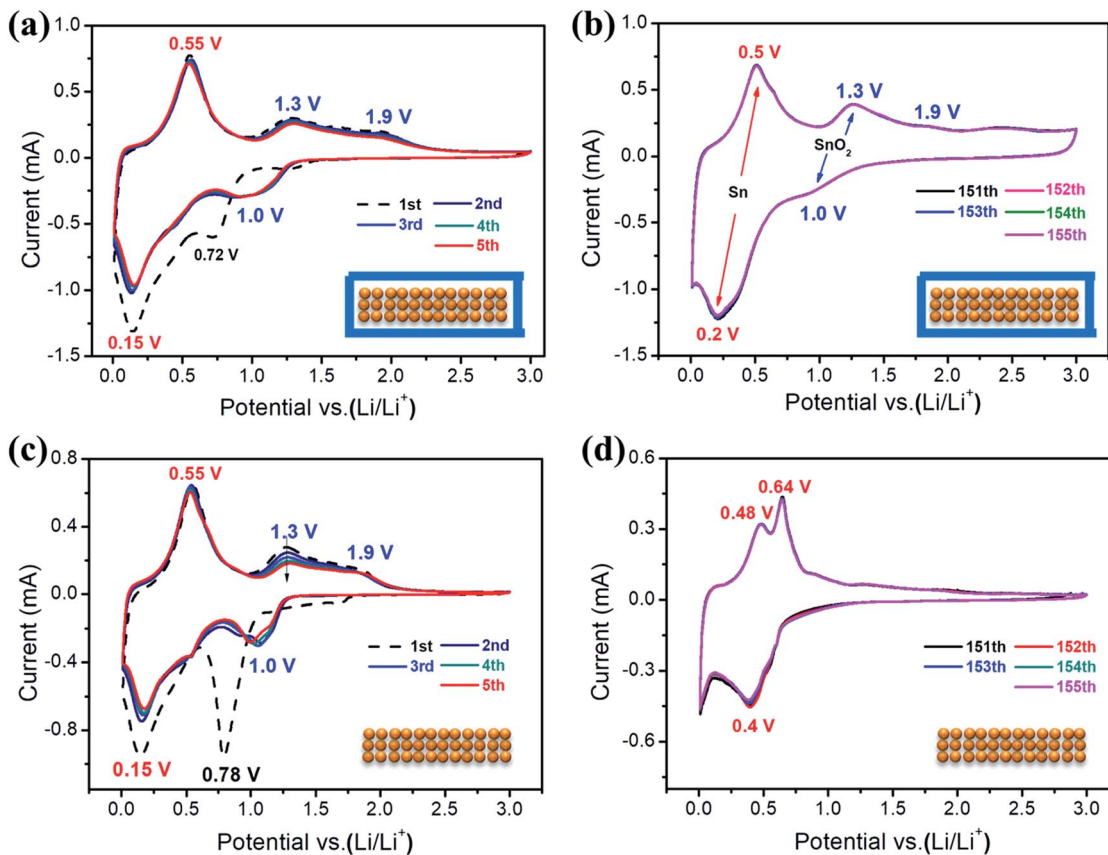 (a)
1.0
0.5
0.0
-0.5
-1.0
-1.5
Current (mA)
0.55 V
1.3 V
1.9 V
1.0 V
0.72 V
0.15 V
1st 2nd
3rd 4th
5th
0.0 0.5 1.0 1.5 2.0 2.5 3.0
Potential vs.(Li/Li+)
(b)
1.0
0.5
0.0
-0.5
-1.0
-1.5
Current (mA)
0.5 V
1.3 V
1.9 V
SnO2
Sn
1.0 V
0.2 V
151th 152th
153th 154th
155th
0.0 0.5 1.0 1.5 2.0 2.5 3.0
Potential vs.(Li/Li+)
(c)
0.8
0.4
0.0
-0.4
-0.8
Current (mA)
0.55 V
1.3 V
1.9 V
1.0 V
0.15 V
0.78 V
1st 2nd
3rd 4th
5th
0.0 0.5 1.0 1.5 2.0 2.5 3.0
Potential vs.(Li/Li+)
(d)
0.6
0.3
0.0
-0.3
-0.6
Current (mA)
0.64 V
0.48 V
0.4 V
151th 152th
153th 154th
155th
0.0 0.5 1.0 1.5 2.0 2.5 3.0
Potential vs.(Li/Li+)